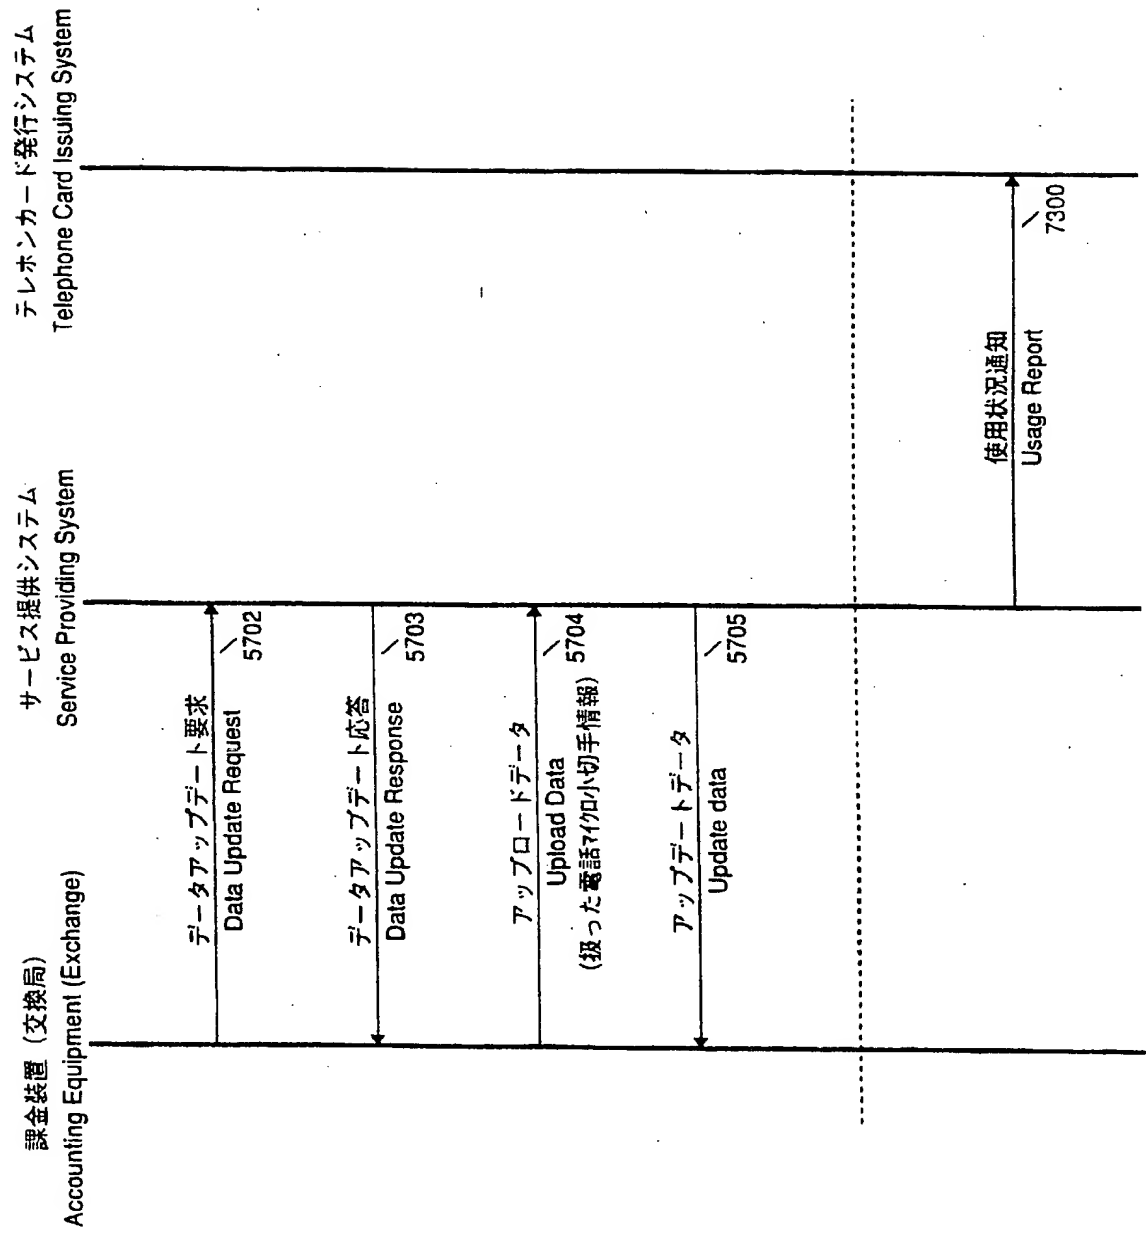 課金装置（交換局）
Accounting Equipment (Exchange)
サービス提供システム
Service Providing System
テレホンカード発行システム
Telephone Card Issuing System
データアップデート要求
Data Update Request
5702
データアップデート応答
Data Update Response
5703
アップロードデータ
Upload Data
(扱った電話マイクロ小切手情報)
5704
アップデートデータ
Update data
5705
使用状況通知
Usage Report
7300